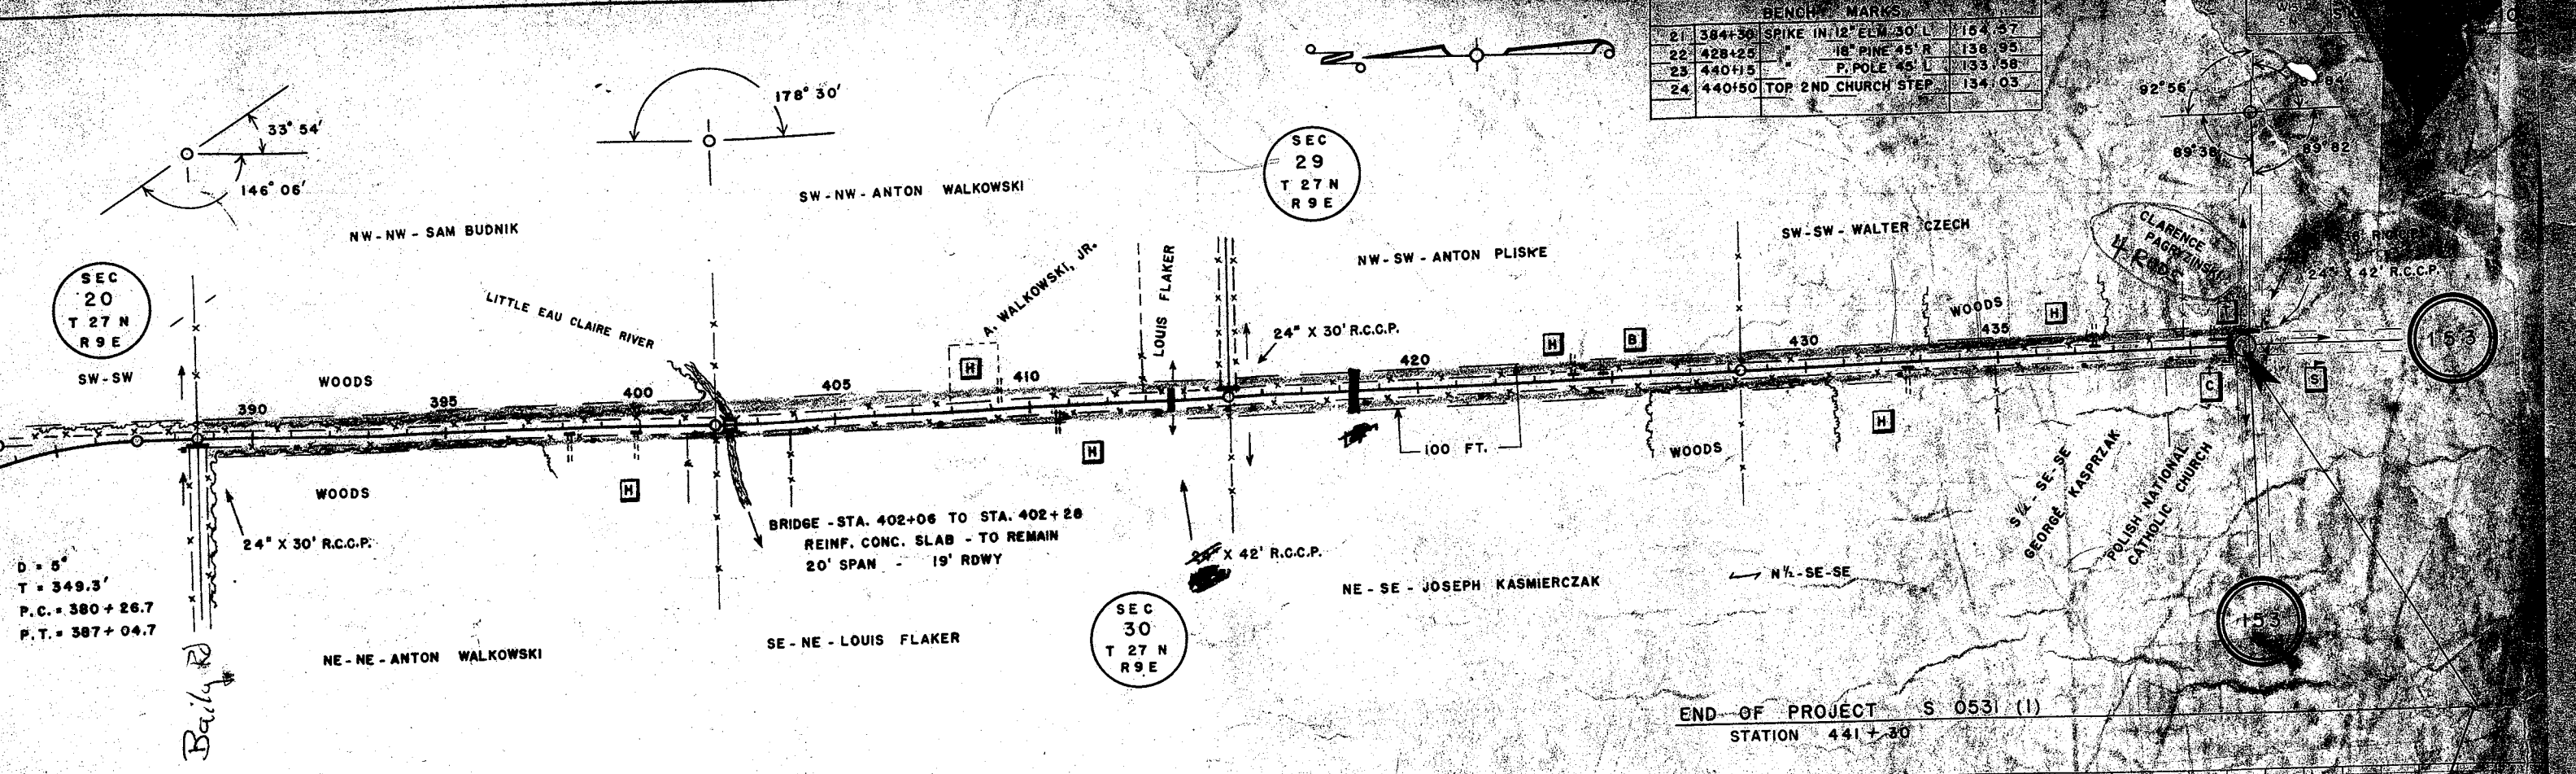 BENCH MARKS
21 384+30 SPIKE IN 12" ELM 30' L 154.57
22 428+25 " 18" PINE 45' R 138.95
23 440+15 " P. POLE 45' L 133.58
24 440+50 TOP 2ND CHURCH STEP 134.03
33° 54'
146° 06'
178° 30'
92° 56'
89° 38'
89° 82
SEC
29
T 27 N
R 9 E
SW-NW-ANTON WALKOWSKI
NW-NW-SAM BUDNIK
NW-SW-ANTON PLISKE
SW-SW-WALTER CZECH
CLARENCE
PAGRZINSKI
SEC
20
T 27 N
R 9 E
SW-SW
LITTLE EAU CLAIRE RIVER
A. WALKOWSKI, JR.
LOUIS FLAKER
24" X 30' R.C.C.P.
24" X 42' R.C.C.P.
WOODS
WOODS
390
395
400
405
410
420
430
435
H
H
B
H
153
H
H
H
C
S
WOODS
WOODS
100 FT.
24" X 30' R.C.C.P.
BRIDGE - STA. 402+06 TO STA. 402+28
REINF. CONC. SLAB - TO REMAIN
20' SPAN - 19' RDWY
24" X 42' R.C.C.P.
D = 5°
T = 349.3'
P.C. = 380 + 26.7
P.T. = 387 + 04.7
Baily Rd
NE-NE-ANTON WALKOWSKI
SE-NE-LOUIS FLAKER
SEC
30
T 27 N
R 9 E
NE-SE-JOSEPH KASMIERCZAK
N ½-SE-SE
S ½-SE-SE
GEORGE KASPRZAK
POLISH NATIONAL
CATHOLIC CHURCH
153
END OF PROJECT S 0531 (1)
STATION 441 + 30